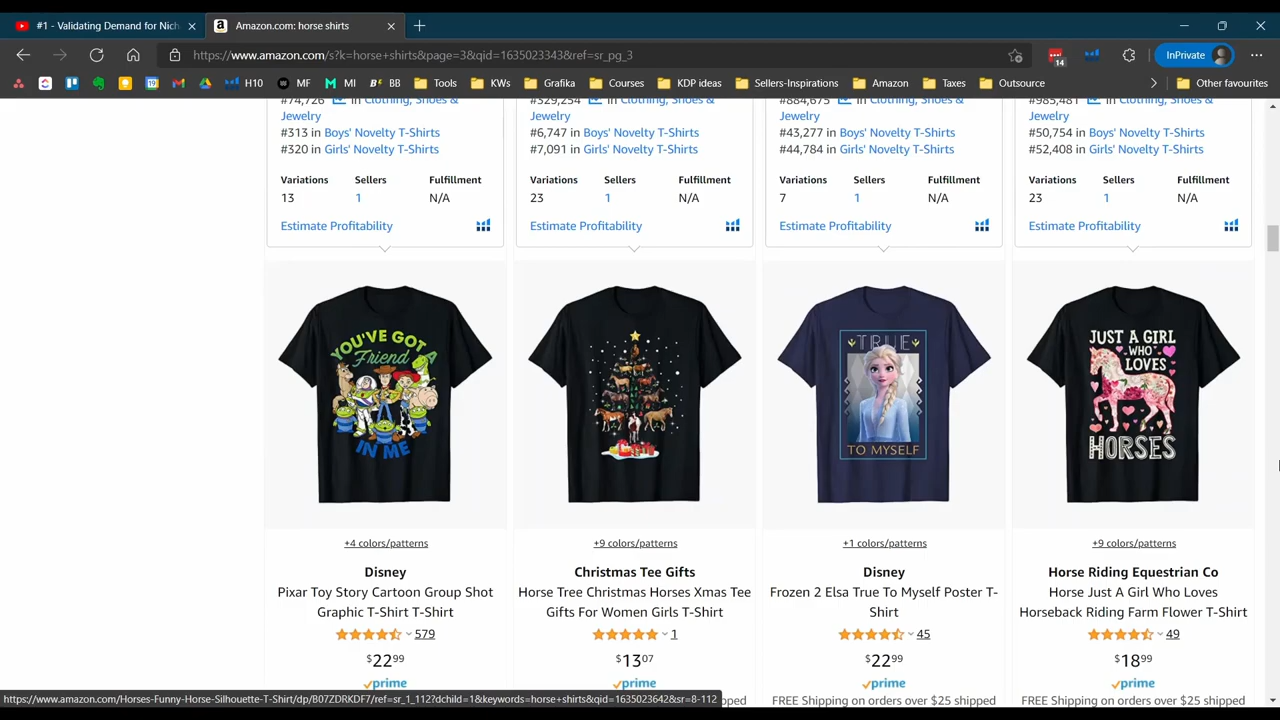 #1 - Validating Demand for Nich
Amazon.com: horse shirts
https://www.amazon.com/s?k=horse+shirts&page=3&qid=1635023343&ref=sr_pg_3
14
InPrivate
19
H10
MF
MI
BB
Tools
KWs
Grafika
Courses
KDP ideas
Sellers-Inspirations
Amazon
Taxes
Outsource
Other favourites
#74,726 in Clothing, Shoes &
Jewelry
#313 in Boys' Novelty T-Shirts
#320 in Girls' Novelty T-Shirts
Variations Sellers Fulfillment
13 1 N/A
Estimate Profitability
#329,254 in Clothing, Shoes &
Jewelry
#6,747 in Boys' Novelty T-Shirts
#7,091 in Girls' Novelty T-Shirts
Variations Sellers Fulfillment
23 1 N/A
Estimate Profitability
#884,675 in Clothing, Shoes &
Jewelry
#43,277 in Boys' Novelty T-Shirts
#44,784 in Girls' Novelty T-Shirts
Variations Sellers Fulfillment
7 1 N/A
Estimate Profitability
#985,481 in Clothing, Shoes &
Jewelry
#50,754 in Boys' Novelty T-Shirts
#52,408 in Girls' Novelty T-Shirts
Variations Sellers Fulfillment
23 1 N/A
Estimate Profitability
YOU'VE GOT A
Friend
IN ME
+4 colors/patterns
Disney
Pixar Toy Story Cartoon Group Shot
Graphic T-Shirt T-Shirt
579
$22.99
prime
+9 colors/patterns
Christmas Tee Gifts
Horse Tree Christmas Horses Xmas Tee
Gifts For Women Girls T-Shirt
1
$13.07
prime
TRUE
TO MYSELF
+1 colors/patterns
Disney
Frozen 2 Elsa True To Myself Poster T-
Shirt
45
$22.99
prime
FREE Shipping on orders over $25 shipped
JUST A GIRL
WHO
LOVES
HORSES
+9 colors/patterns
Horse Riding Equestrian Co
Horse Just A Girl Who Loves
Horseback Riding Farm Flower T-Shirt
49
$18.99
prime
FREE Shipping on orders over $25 shipped
https://www.amazon.com/Horses-Funny-Horse-Silhouette-T-Shirt/dp/B07ZDRKDF7/ref=sr_1_112?dchild=1&keywords=horse+shirts&qid=1635023642&sr=8-112